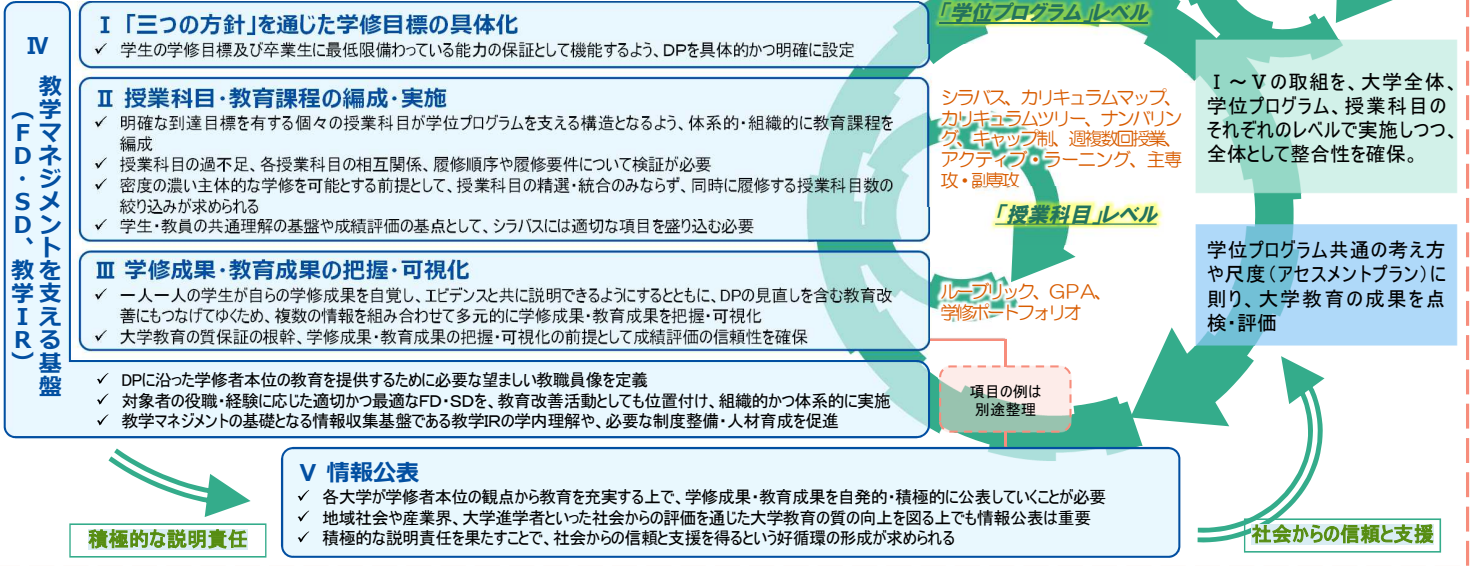 Ⅳ 教学マネジメントを支える基盤
(FD・SD、教学IR)
Ⅰ 「三つの方針」を通じた学修目標の具体化
✓ 学生の学修目標及び卒業生に最低限備わっている能力の保証として機能するよう、DPを具体的かつ明確に設定
Ⅱ 授業科目・教育課程の編成・実施
✓ 明確な到達目標を有する個々の授業科目が学位プログラムを支える構造となるよう、体系的・組織的に教育課程を
編成
✓ 授業科目の過不足、各授業科目の相互関係、履修順序や履修要件について検証が必要
✓ 密度の濃い主体的な学修を可能とする前提として、授業科目の精選・統合のみならず、同時に履修する授業科目数の
絞り込みが求められる
✓ 学生・教員の共通理解の基盤や成績評価の基点として、シラバスには適切な項目を盛り込む必要
Ⅲ 学修成果・教育成果の把握・可視化
✓ 一人一人の学生が自らの学修成果を自覚し、エビデンスと共に説明できるようにするとともに、DPの見直しを含む教育改
善にもつなげてゆくため、複数の情報を組み合わせて多元的に学修成果・教育成果を把握・可視化
✓ 大学教育の質保証の根幹、学修成果・教育成果の把握・可視化の前提として成績評価の信頼性を確保
✓ DPに沿った学修者本位の教育を提供するために必要な望ましい教職員像を定義
✓ 対象者の役職・経験に応じた適切かつ最適なFD・SDを、教育改善活動としても位置付け、組織的かつ体系的に実施
✓ 教学マネジメントの基礎となる情報収集基盤である教学IRの学内理解や、必要な制度整備・人材育成を促進
「学位プログラム」レベル
シラバス、カリキュラムマップ、
カリキュラムツリー、ナンバリン
グ、キャップ制、週複数回授業、
アクティブ・ラーニング、主専
攻・副専攻
「授業科目」レベル
ルーブリック、GPA、
学修ポートフォリオ
項目の例は
別途整理
Ⅰ～Ⅴの取組を、大学全体、
学位プログラム、授業科目の
それぞれのレベルで実施しつつ、
全体として整合性を確保。
学位プログラム共通の考え方
や尺度(アセスメントプラン)に
則り、大学教育の成果を点
検・評価
Ⅴ 情報公表
✓ 各大学が学修者本位の観点から教育を充実する上で、学修成果・教育成果を自発的・積極的に公表していくことが必要
✓ 地域社会や産業界、大学進学者といった社会からの評価を通じた大学教育の質の向上を図る上でも情報公表は重要
✓ 積極的な説明責任を果たすことで、社会からの信頼と支援を得るという好循環の形成が求められる
積極的な説明責任
社会からの信頼と支援